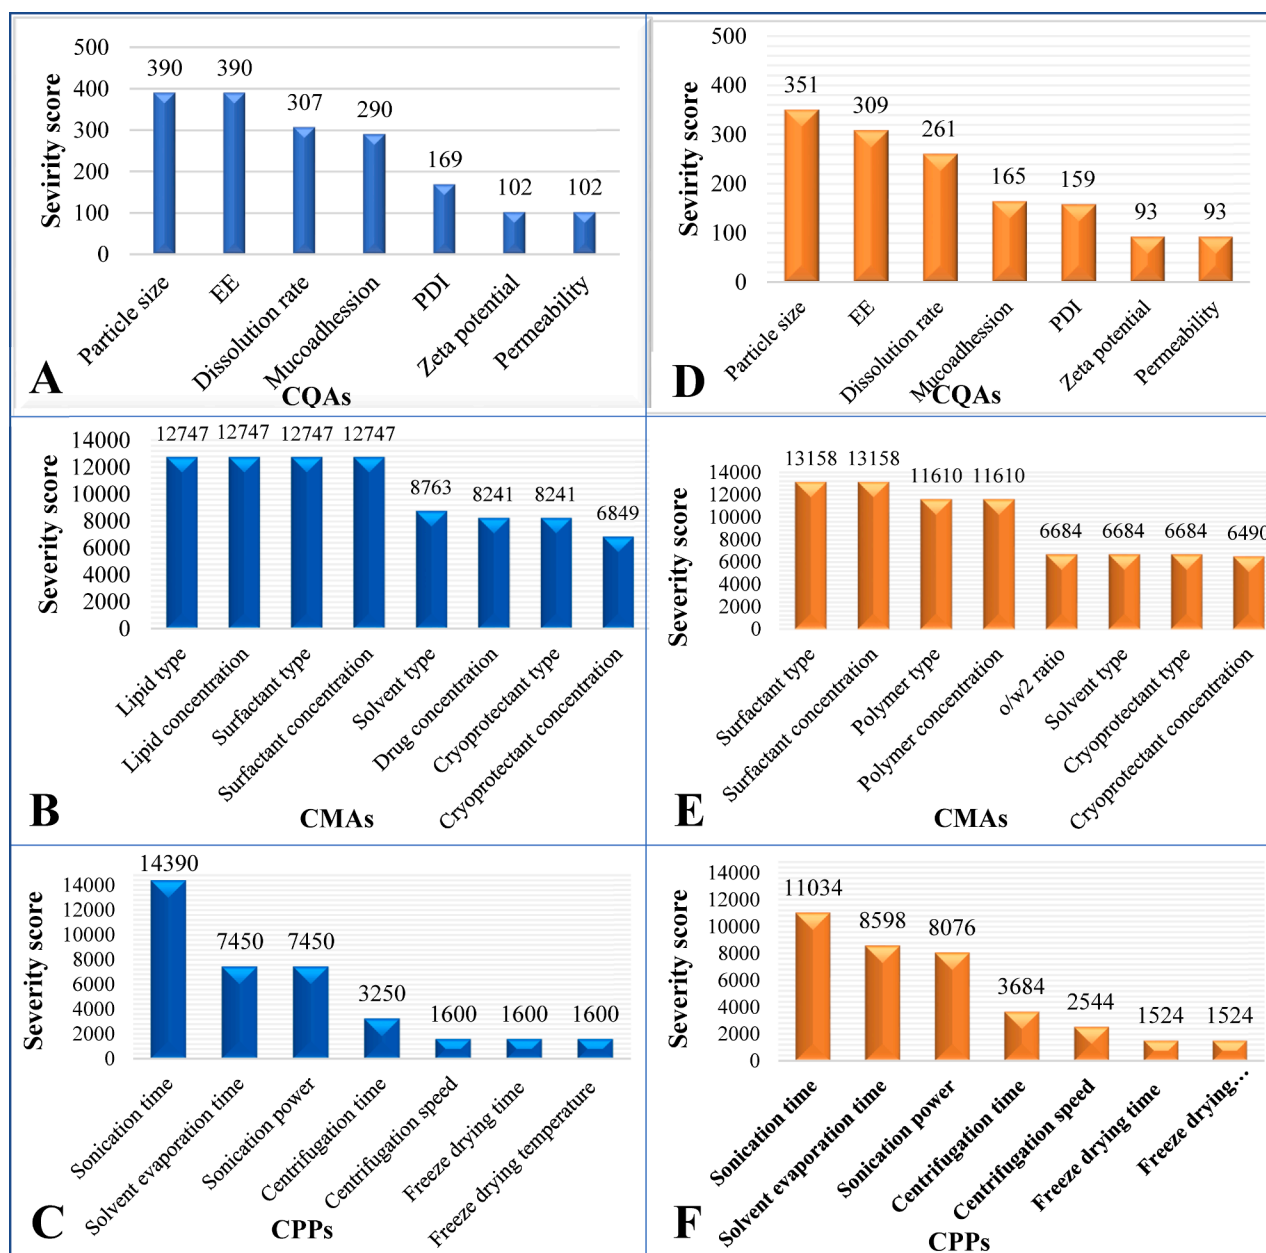 Sevirity score
500
400
300
200
100
0
390
390
307
290
169
102
102
Particle size
EE
Dissolution rate
Mucoadhession
PDI
Zeta potential
Permeability
A
CQAs
Sevirity score
500
400
300
200
100
0
351
309
261
165
159
93
93
Particle size
EE
Dissolution rate
Mucoadhession
PDI
Zeta potential
Permeability
D
CQAs
Severity score
14000
12000
10000
8000
6000
4000
2000
0
12747
12747
12747
12747
8763
8241
8241
6849
Lipid type
Lipid concentration
Surfactant type
Surfactant concentration
Solvent type
Drug concentration
Cryoprotectant type
Cryoprotectant concentration
B
CMAs
Severity score
14000
12000
10000
8000
6000
4000
2000
0
13158
13158
11610
11610
6684
6684
6684
6490
Surfactant type
Surfactant concentration
Polymer type
Polymer concentration
o/w2 ratio
Solvent type
Cryoprotectant type
Cryoprotectant concentration
E
CMAs
Severity score
14000
12000
10000
8000
6000
4000
2000
0
14390
7450
7450
3250
1600
1600
1600
Sonication time
Solvent evaporation time
Sonication power
Centrifugation time
Centrifugation speed
Freeze drying time
Freeze drying temperature
C
CPPs
Severity score
14000
12000
10000
8000
6000
4000
2000
0
11034
8598
8076
3684
2544
1524
1524
Sonication time
Solvent evaporation time
Sonication power
Centrifugation time
Centrifugation speed
Freeze drying time
Freeze drying…
F
CPPs